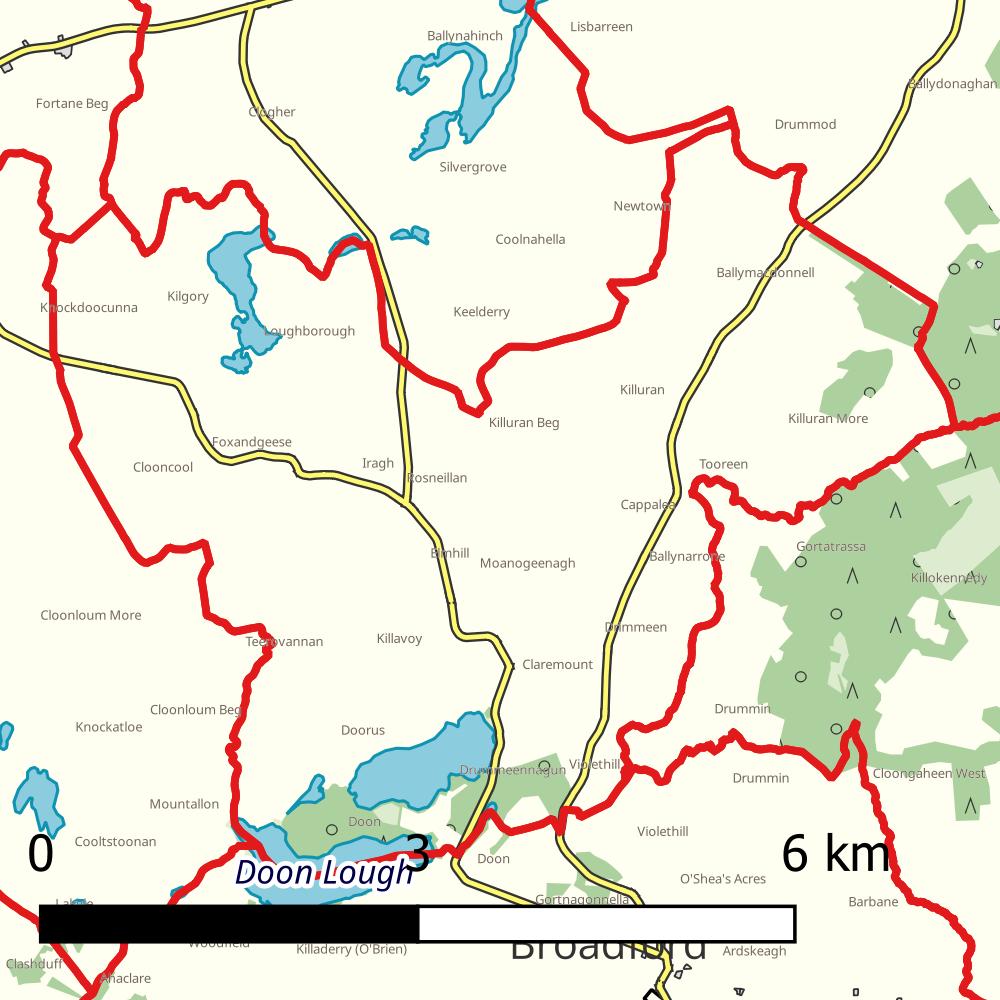 Lisbarreen
Ballynahinch
Ballydonaghan
Fortane Beg
Clogher
Drummod
Silvergrove
Newtown
Coolnahella
Ballymacdonnell
Kilgory
Knockdoocunna
Keelderry
Loughborough
Killuran
Killuran More
Killuran Beg
Foxandgeese
Clooncool
Iragh
Tooreen
Rosneillan
Cappalea
Gortatrassa
Elmhill
Ballynarrone
Moanogeenagh
Killokennedy
Cloonloum More
Drimmeen
Teerovannan
Killavoy
Claremount
Cloonloum Beg
Drummin
Knockatloe
Doorus
Drummeennagun
Violethill
Cloongaheen West
Drummin
Mountallon
Doon
Violethill
Cooltstoonan
0 3 6 km
Doon
Doon Lough
O'Shea's Acres
Gortnagonnella
Barbane
Woodfield
Killaderry (O'Brien)
Broadford
Ardskeagh
Clashduff
Anaclare